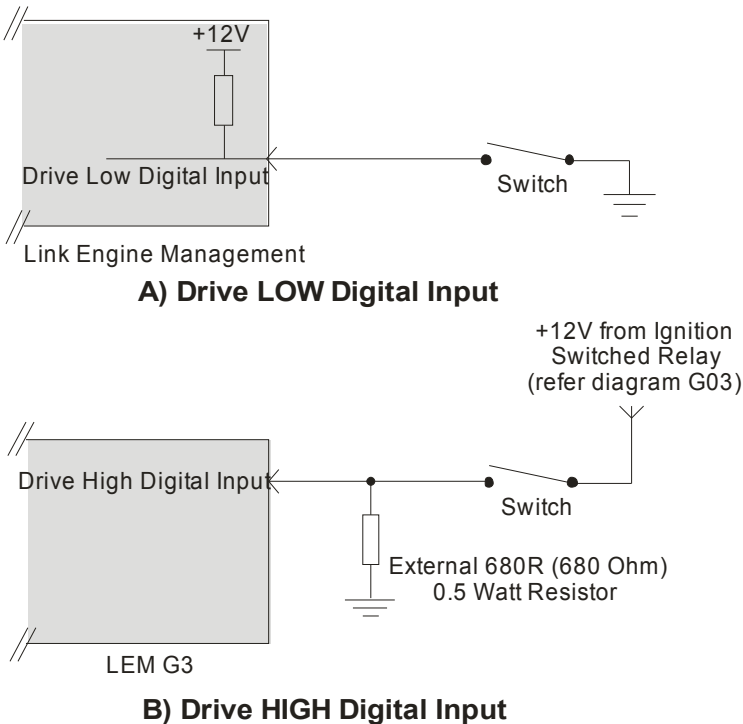 +12V
Drive Low Digital Input
Switch
Link Engine Management
A) Drive LOW Digital Input
+12V from Ignition
Switched Relay
(refer diagram G03)
Drive High Digital Input
Switch
External 680R (680 Ohm)
0.5 Watt Resistor
LEM G3
B) Drive HIGH Digital Input